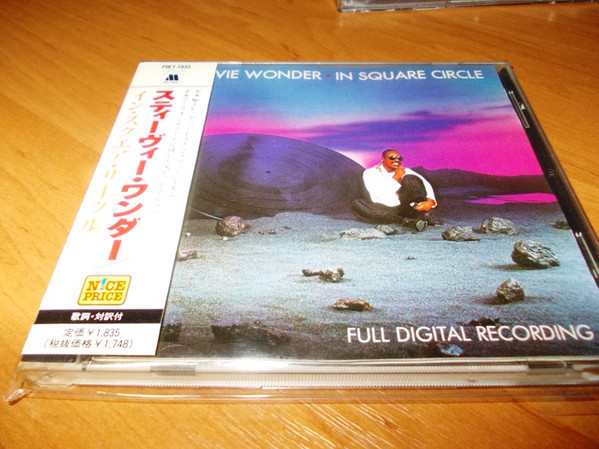 POCT 1833
VIE WONDER • IN SQUARE CIRCLE
スティーヴィー・ワンダー
イン・スクエア・サークル
N!CE
PRICE
歌詞・対訳付
定価￥1,835
(税抜価格￥1,748)
FULL DIGITAL RECORDING